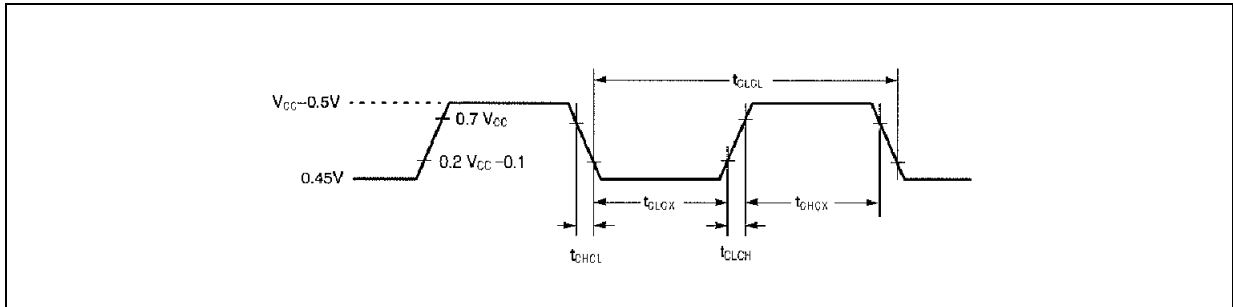 tCLCL
VCC–0.5V
0.7 VCC
0.2 VCC –0.1
0.45V
tCLCX
tCHCX
tCHCL
tCLCH